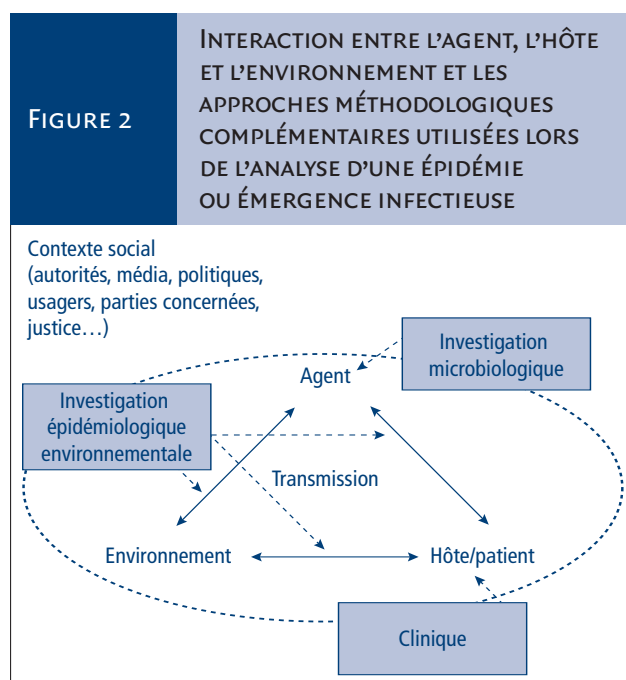 FIGURE 2
INTERACTION ENTRE L'AGENT, L'HÔTE
ET L'ENVIRONNEMENT ET LES
APPROCHES MÉTHODOLOGIQUES
COMPLÉMENTAIRES UTILISÉES LORS
DE L'ANALYSE D'UNE ÉPIDÉMIE
OU ÉMERGENCE INFECTIEUSE
Contexte social
(autorités, média, politiques,
usagers, parties concernées,
justice…)
Investigation
microbiologique
Agent
Investigation
épidémiologique
environnementale
Transmission
Environnement
Hôte/patient
Clinique